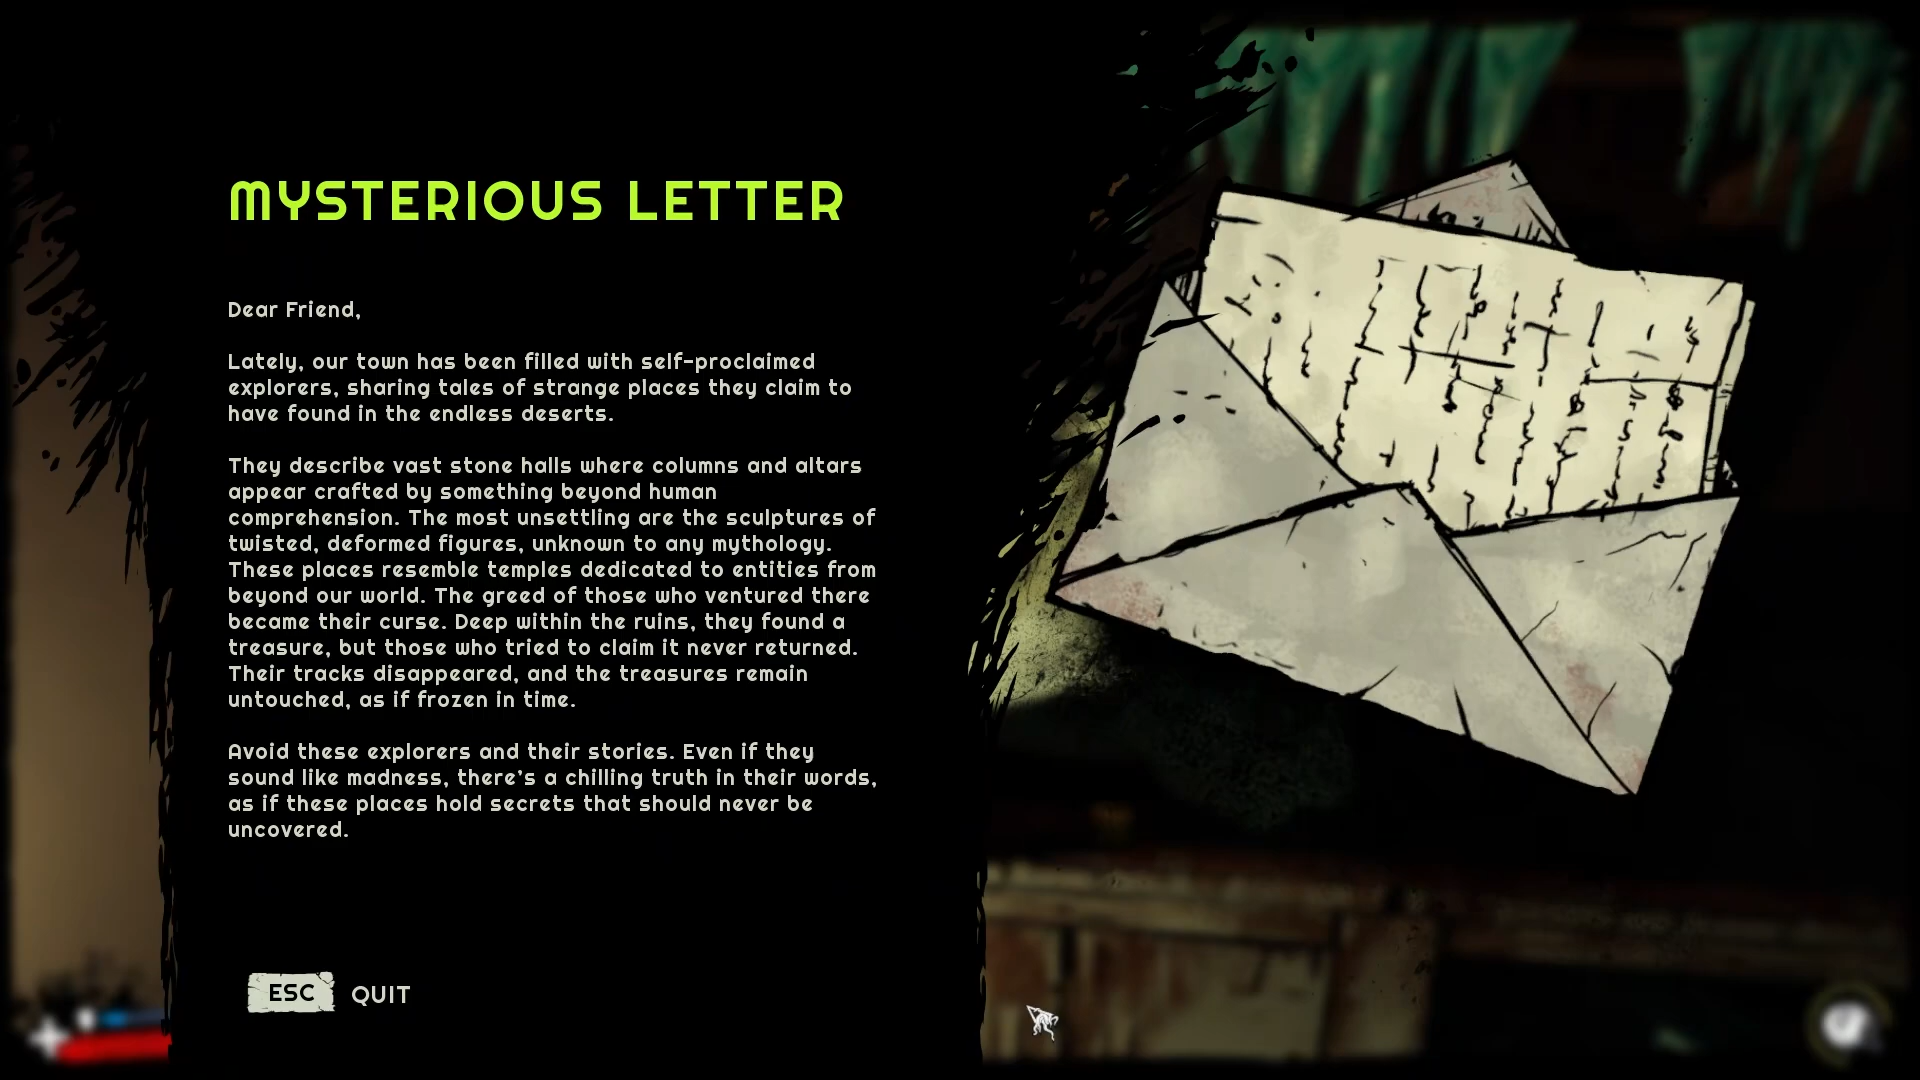 MYSTERIOUS LETTER
Dear Friend,
Lately, our town has been filled with self-proclaimed
explorers, sharing tales of strange places they claim to
have found in the endless deserts.
They describe vast stone halls where columns and altars
appear crafted by something beyond human
comprehension. The most unsettling are the sculptures of
twisted, deformed figures, unknown to any mythology.
These places resemble temples dedicated to entities from
beyond our world. The greed of those who ventured there
became their curse. Deep within the ruins, they found a
treasure, but those who tried to claim it never returned.
Their tracks disappeared, and the treasures remain
untouched, as if frozen in time.
Avoid these explorers and their stories. Even if they
sound like madness, there's a chilling truth in their words,
as if these places hold secrets that should never be
uncovered.
ESC QUIT